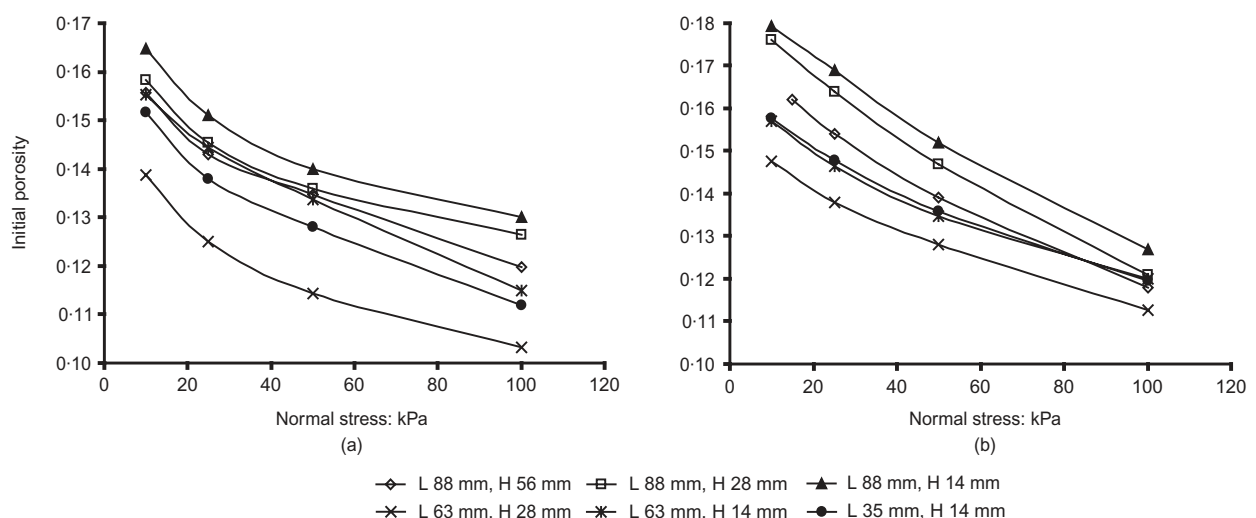 0·17
0·16
0·15
0·14
0·13
0·12
0·11
0·10
Initial porosity
0 20 40 60 80 100 120
Normal stress: kPa
(a)
0·18
0·17
0·16
0·15
0·14
0·13
0·12
0·10
0 20 40 60 80 100 120
Normal stress: kPa
(b)
L 88 mm, H 56 mm L 88 mm, H 28 mm L 88 mm, H 14 mm
L 63 mm, H 28 mm L 63 mm, H 14 mm L 35 mm, H 14 mm